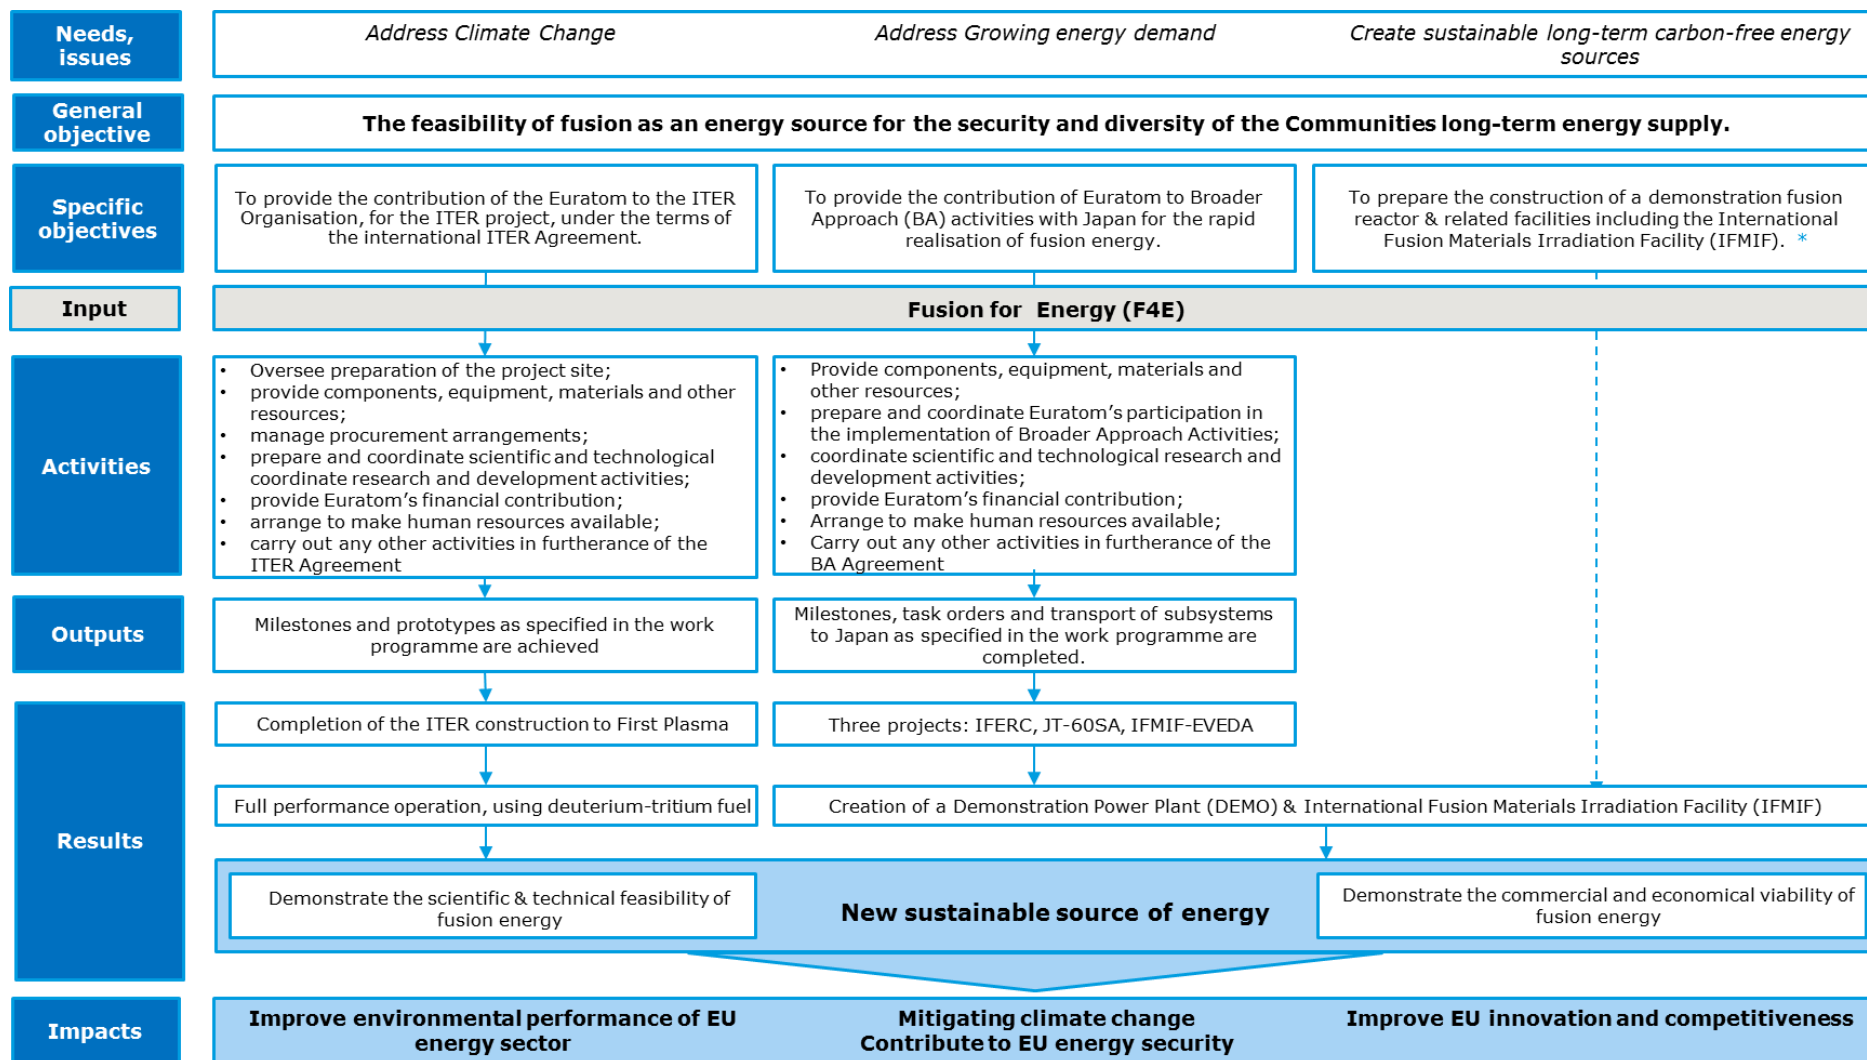 Needs,
issues
Address Climate Change
Address Growing energy demand
Create sustainable long-term carbon-free energy
sources
General
objective
The feasibility of fusion as an energy source for the security and diversity of the Communities long-term energy supply.
Specific
objectives
To provide the contribution of the Euratom to the ITER
Organisation, for the ITER project, under the terms of
the international ITER Agreement.
To provide the contribution of Euratom to Broader
Approach (BA) activities with Japan for the rapid
realisation of fusion energy.
To prepare the construction of a demonstration fusion
reactor & related facilities including the International
Fusion Materials Irradiation Facility (IFMIF). *
Input
Fusion for Energy (F4E)
Activities
• Oversee preparation of the project site;
• provide components, equipment, materials and other
resources;
• manage procurement arrangements;
• prepare and coordinate scientific and technological
coordinate research and development activities;
• provide Euratom's financial contribution;
• arrange to make human resources available;
• carry out any other activities in furtherance of the
ITER Agreement
• Provide components, equipment, materials and
other resources;
• prepare and coordinate Euratom's participation in
the implementation of Broader Approach Activities;
• coordinate scientific and technological research and
development activities;
• provide Euratom's financial contribution;
• Arrange to make human resources available;
• Carry out any other activities in furtherance of the
BA Agreement
Outputs
Milestones and prototypes as specified in the work
programme are achieved
Milestones, task orders and transport of subsystems
to Japan as specified in the work programme are
completed.
Results
Completion of the ITER construction to First Plasma
Three projects: IFERC, JT-60SA, IFMIF-EVEDA
Full performance operation, using deuterium-tritium fuel
Creation of a Demonstration Power Plant (DEMO) & International Fusion Materials Irradiation Facility (IFMIF)
Demonstrate the scientific & technical feasibility of
fusion energy
New sustainable source of energy
Demonstrate the commercial and economical viability of
fusion energy
Impacts
Improve environmental performance of EU
energy sector
Mitigating climate change
Contribute to EU energy security
Improve EU innovation and competitiveness